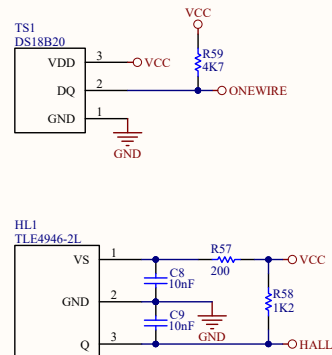 VCC
TS1
DS18B20
R59
4K7
VDD 3 VCC
DQ 2 ONEWIRE
GND 1
GND
HL1
TLE4946-2L
VS 1 R57 VCC
200
C8
10nF
R58
1K2
GND 2
GND
C9
10nF
Q 3 HALL